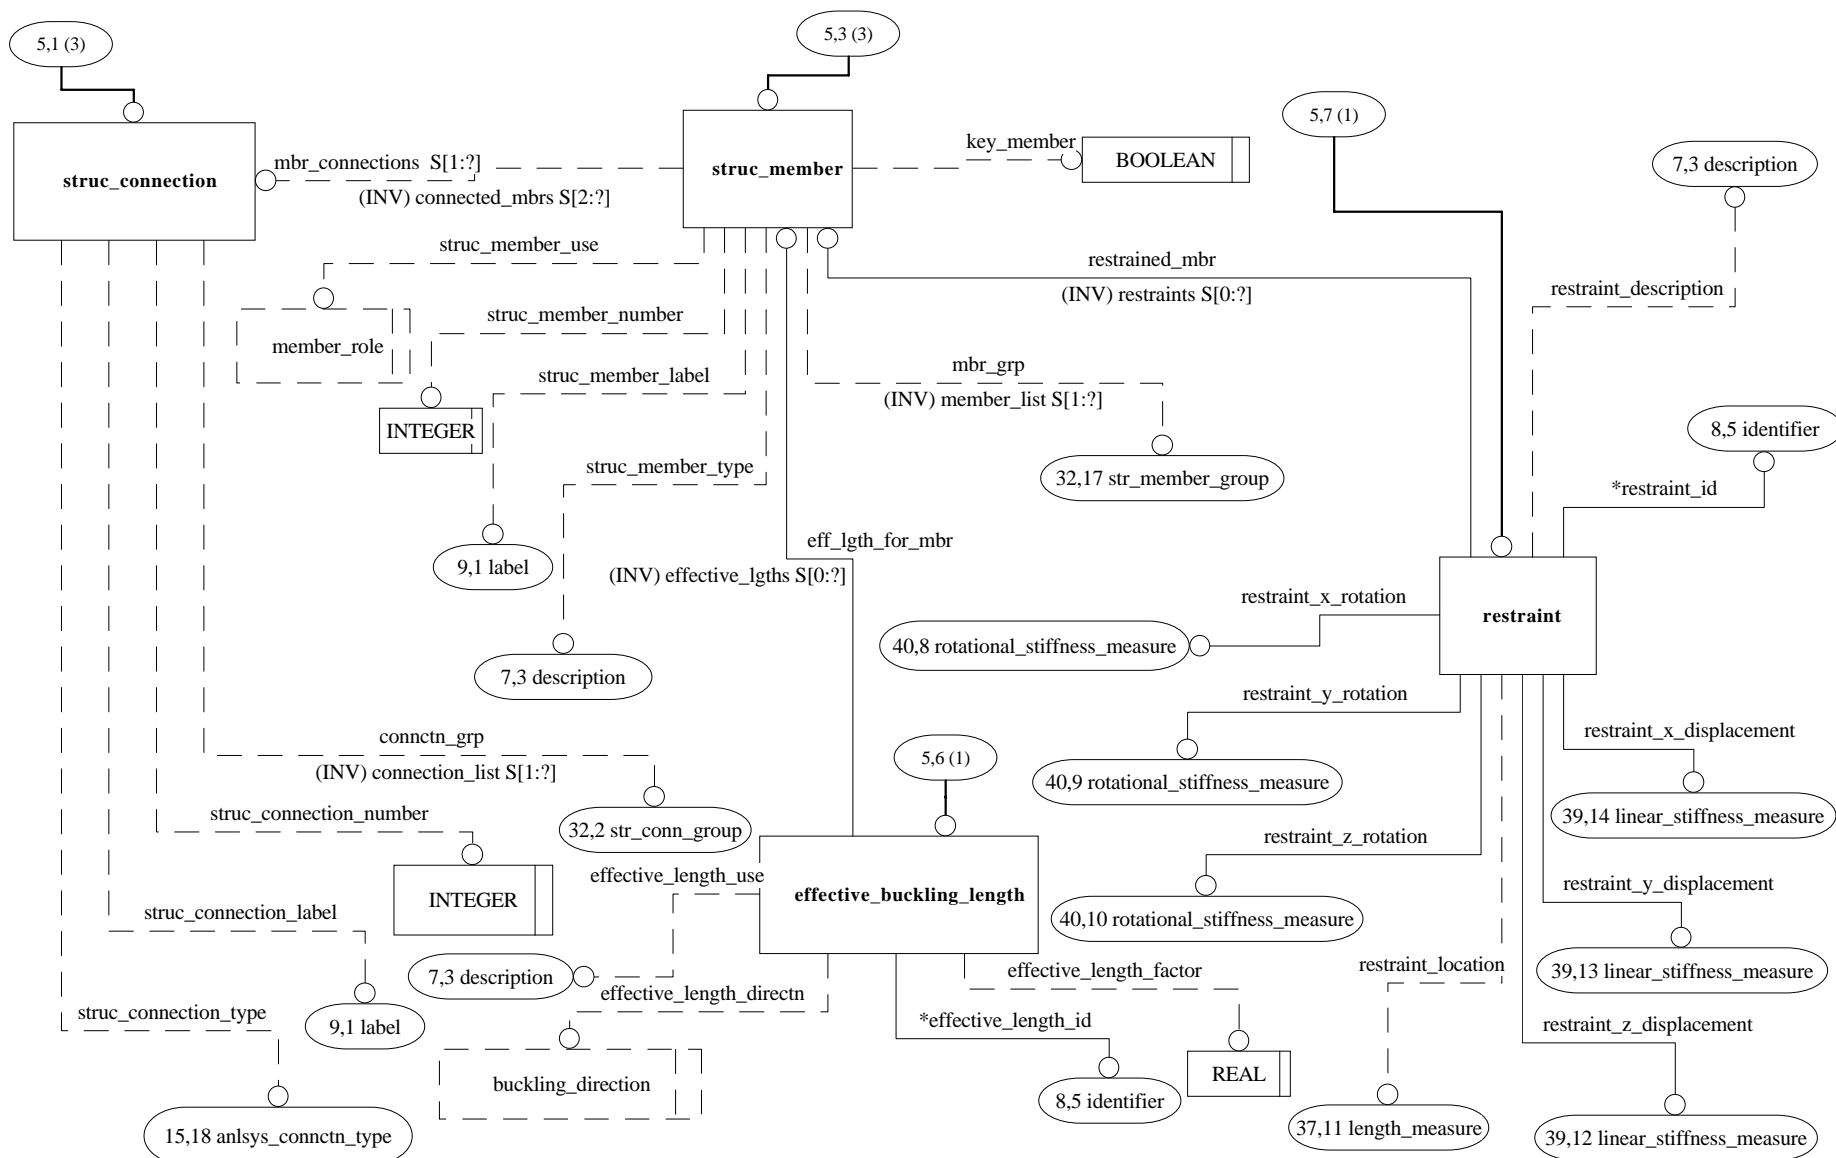 5,1 (3)
5,3 (3)
5,7 (1)
struc_connection
mbr_connections S[1:?]
(INV) connected_mbrs S[2:?]
struc_member
key_member
BOOLEAN
7,3 description
struc_member_use
member_role
struc_member_number
INTEGER
struc_member_label
9,1 label
struc_member_type
7,3 description
mbr_grp
(INV) member_list S[1:?]
32,17 str_member_group
restrained_mbr
(INV) restraints S[0:?]
restraint_description
8,5 identifier
*restraint_id
eff_lgth_for_mbr
(INV) effective_lgths S[0:?]
restraint
restraint_x_rotation
40,8 rotational_stiffness_measure
restraint_y_rotation
40,9 rotational_stiffness_measure
restraint_z_rotation
40,10 rotational_stiffness_measure
restraint_x_displacement
39,14 linear_stiffness_measure
restraint_y_displacement
39,13 linear_stiffness_measure
restraint_z_displacement
39,12 linear_stiffness_measure
restraint_location
37,11 length_measure
connctn_grp
(INV) connection_list S[1:?]
32,2 str_conn_group
struc_connection_number
INTEGER
struc_connection_label
9,1 label
struc_connection_type
15,18 anlsys_connctn_type
5,6 (1)
effective_buckling_length
effective_length_use
7,3 description
effective_length_directn
buckling_direction
*effective_length_id
8,5 identifier
effective_length_factor
REAL